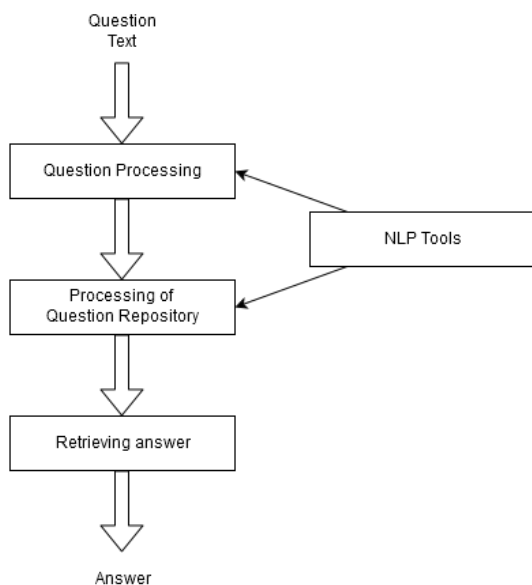 Question
Text
Question Processing
NLP Tools
Processing of
Question Repository
Retrieving answer
Answer